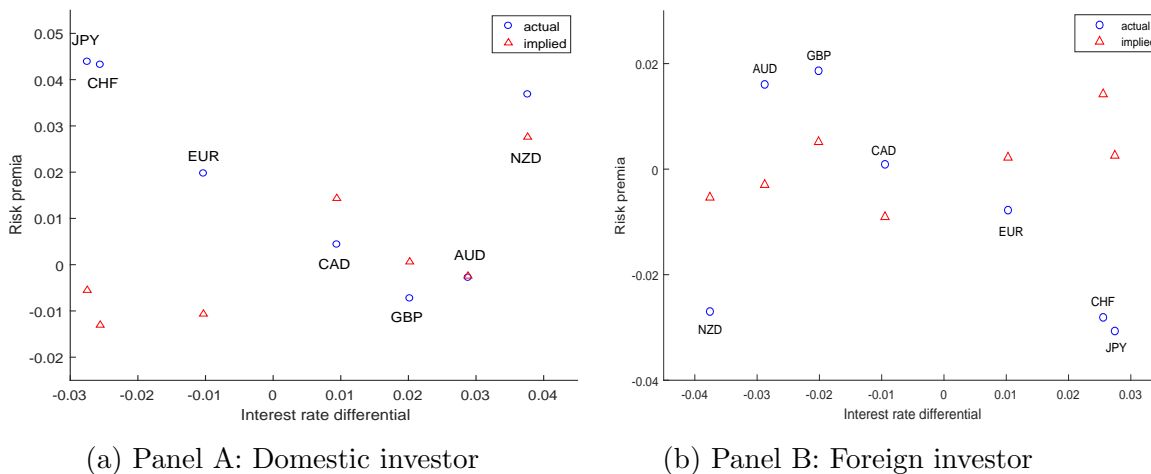 0.05
0.04
0.03
0.02
0.01
0
-0.01
-0.02
Risk premia
JPY
CHF
EUR
CAD
GBP
AUD
NZD
actual
implied
-0.03 -0.02 -0.01 0 0.01 0.02 0.03 0.04
Interest rate differential
(a) Panel A: Domestic investor
0.02
0
-0.02
-0.04
Risk premia
AUD
GBP
CAD
EUR
NZD
CHF
JPY
actual
implied
-0.04 -0.03 -0.02 -0.01 0 0.01 0.02 0.03
Interest rate differential
(b) Panel B: Foreign investor